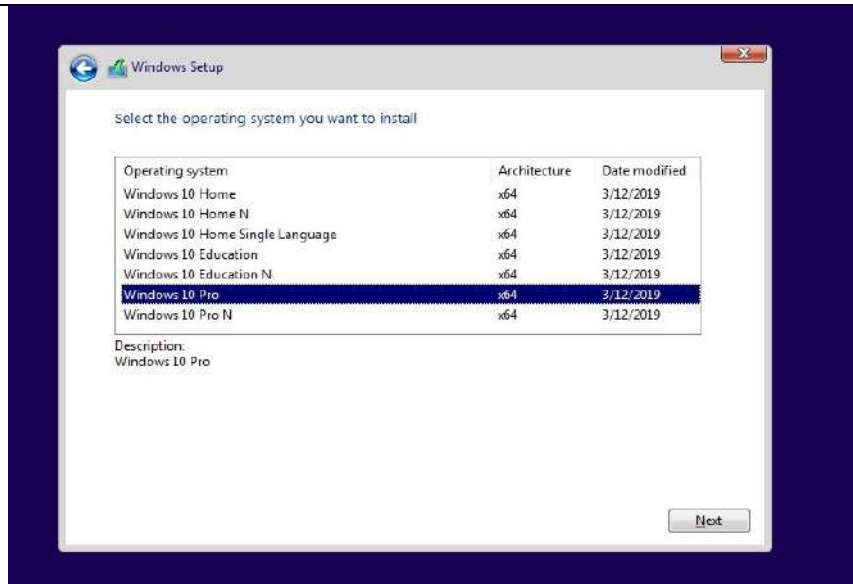 Windows Setup
Select the operating system you want to install
Operating system Architecture Date modified
Windows 10 Home x64 3/12/2019
Windows 10 Home N x64 3/12/2019
Windows 10 Home Single Language x64 3/12/2019
Windows 10 Education x64 3/12/2019
Windows 10 Education N x64 3/12/2019
Windows 10 Pro x64 3/12/2019
Windows 10 Pro N x64 3/12/2019
Description:
Windows 10 Pro
Next